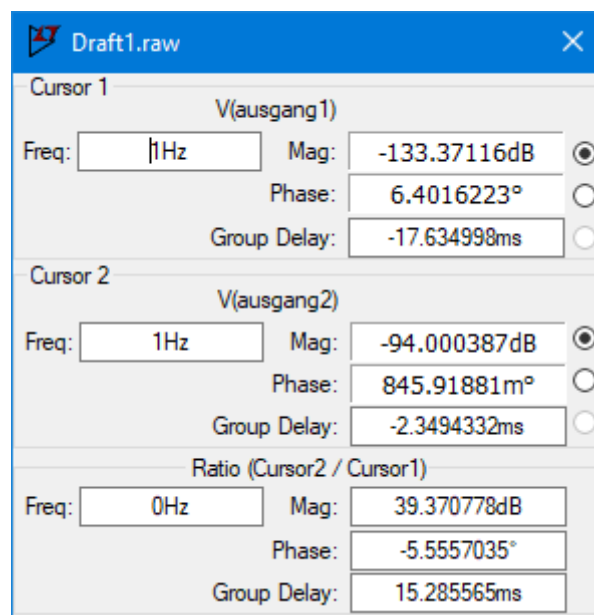 Draft1.raw
Cursor 1
V(ausgang1)
Freq: 1Hz Mag: -133.37116dB
Phase: 6.4016223°
Group Delay: -17.634998ms
Cursor 2
V(ausgang2)
Freq: 1Hz Mag: -94.000387dB
Phase: 845.91881m°
Group Delay: -2.3494332ms
Ratio (Cursor2 / Cursor1)
Freq: 0Hz Mag: 39.370778dB
Phase: -5.5557035°
Group Delay: 15.285565ms